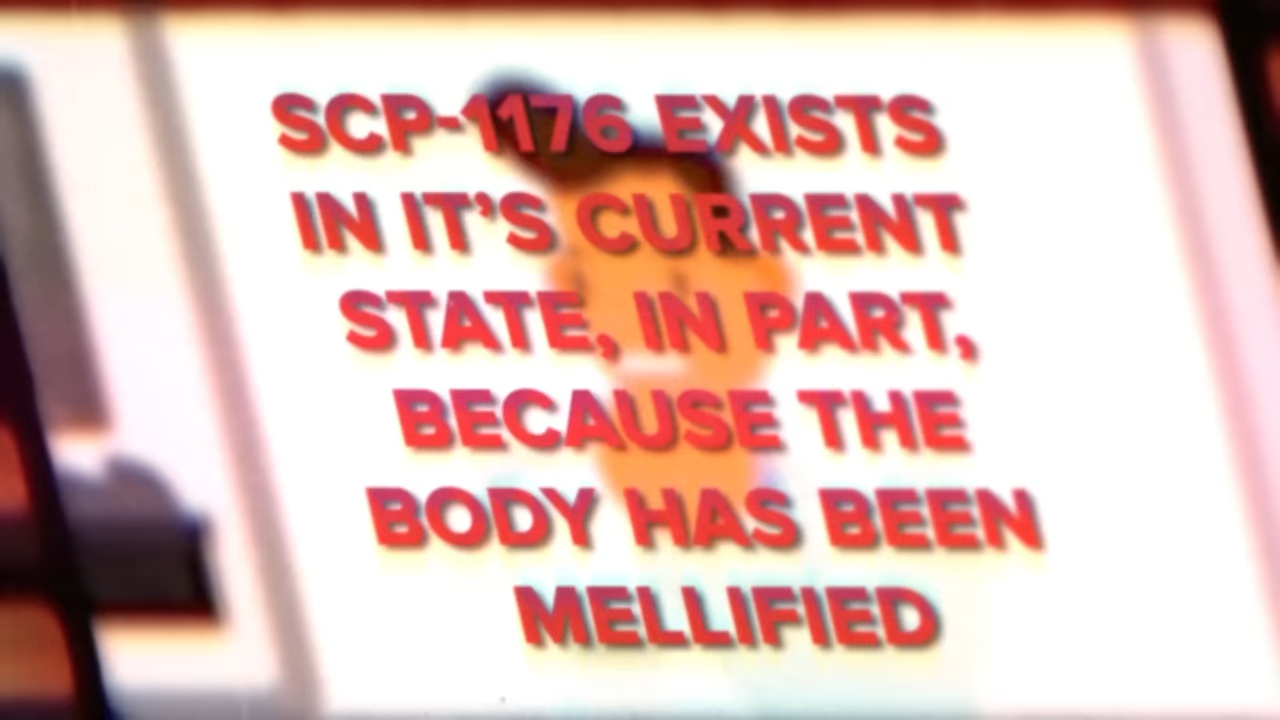 SCP-1176 EXISTS
IN IT’S CURRENT
STATE, IN PART,
BECAUSE THE
BODY HAS BEEN
MELLIFIED